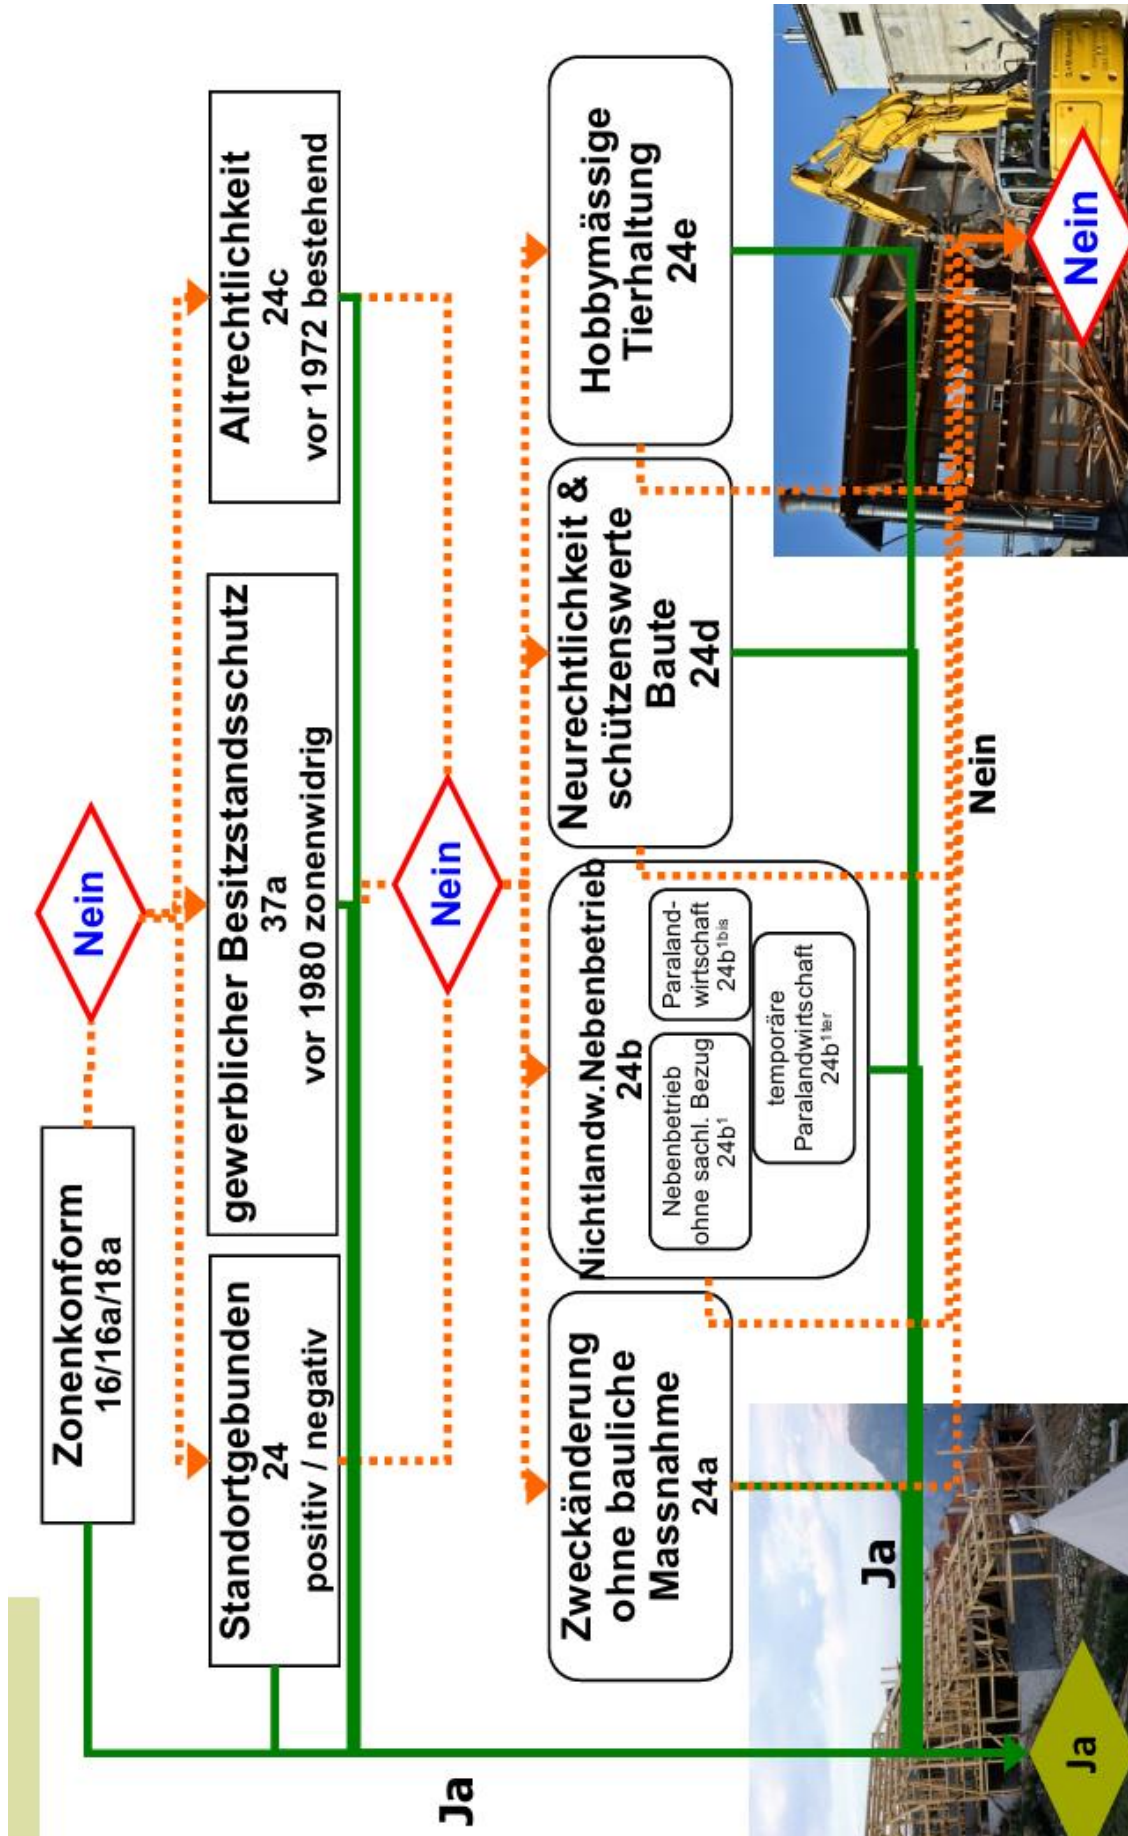 Zonenkonform
16/16a/18a
Nein
Standortgebunden
24
positiv / negativ
gewerblicher Besitzstandsschutz
37a
vor 1980 zonenwidrig
Altrechtlichkeit
24c
vor 1972 bestehend
Ja
Nein
Zweckänderung
ohne bauliche
Massnahme
24a
Nichtlandw.Nebenbetrieb
24b
Nebenbetrieb
ohne sachl. Bezug
24b¹
Paraland-
wirtschaft
24b¹ᵇⁱˢ
temporäre
Paralandwirtschaft
24b¹ᵗᵉʳ
Neurechtlichkeit &
schützenswerte
Baute
24d
Hobbymässige
Tierhaltung
24e
Ja
Nein
Ja
Nein